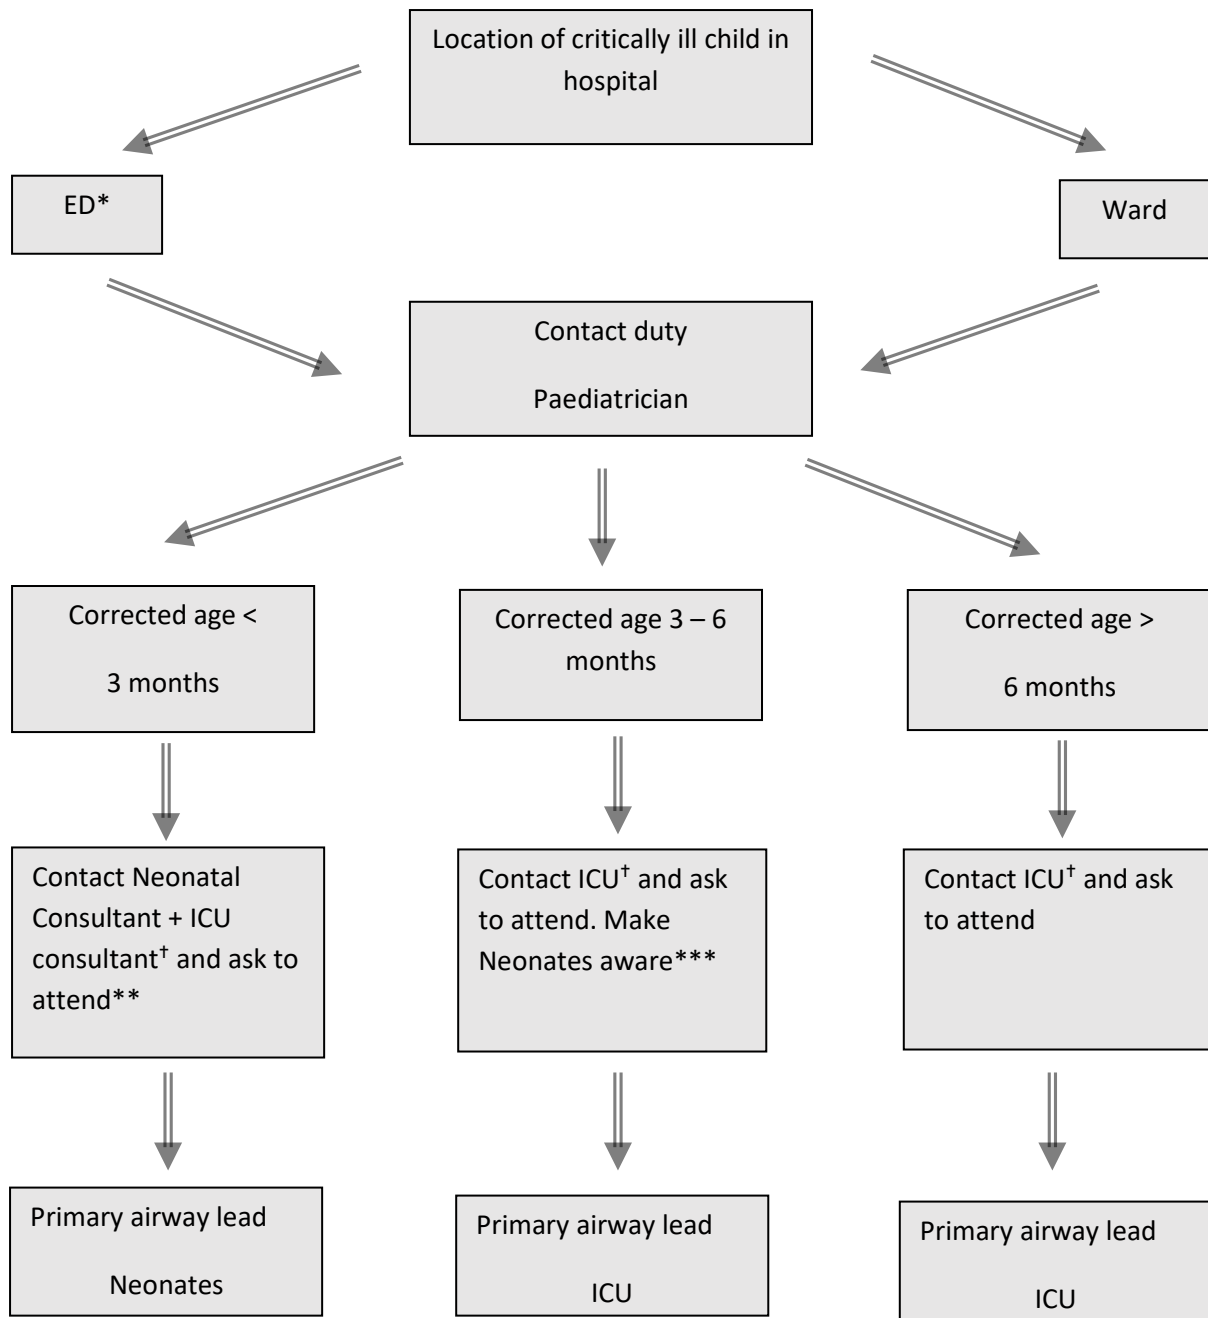 Location of critically ill child in
hospital
ED*
Ward
Contact duty
Paediatrician
Corrected age <
3 months
Corrected age 3 – 6
months
Corrected age >
6 months
Contact Neonatal
Consultant + ICU
consultant† and ask to
attend**
Contact ICU† and ask
to attend. Make
Neonates aware***
Contact ICU† and ask
to attend
Primary airway lead
Neonates
Primary airway lead
ICU
Primary airway lead
ICU